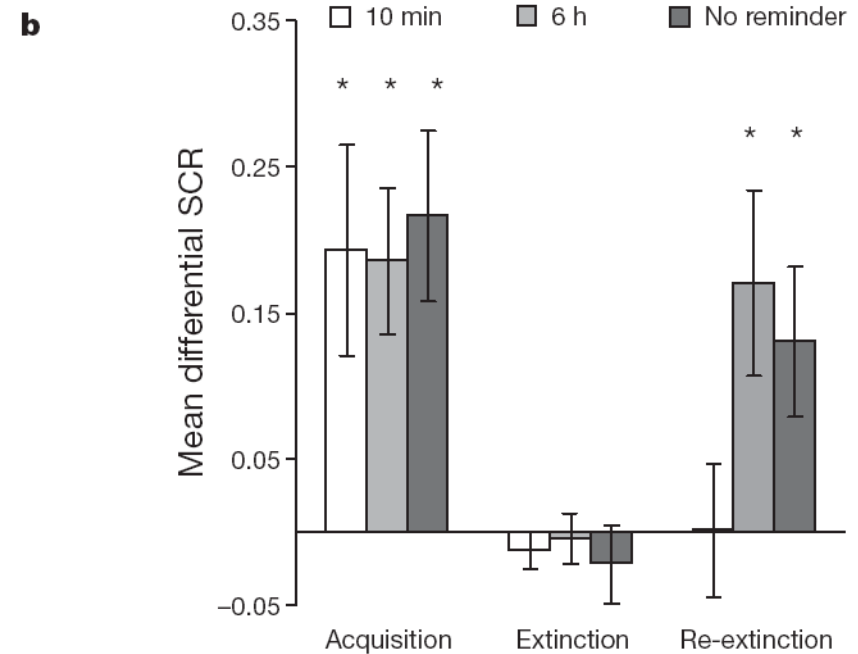 b
10 min
6 h
No reminder
Mean differential SCR
0.35
0.25
0.15
0.05
−0.05
* * *
* *
Acquisition
Extinction
Re-extinction